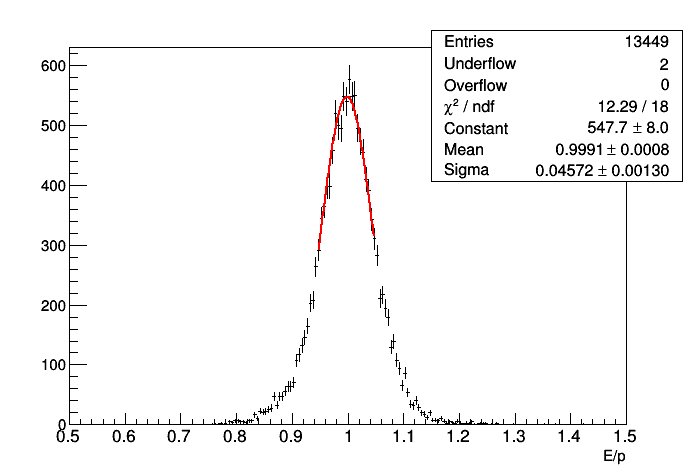 Entries 13449
Underflow 2
Overflow 0
χ² / ndf 12.29 / 18
Constant 547.7 ± 8.0
Mean 0.9991 ± 0.0008
Sigma 0.04572 ± 0.00130
600
500
400
300
200
100
0
0.5 0.6 0.7 0.8 0.9 1 1.1 1.2 1.3 1.4 1.5
E/p